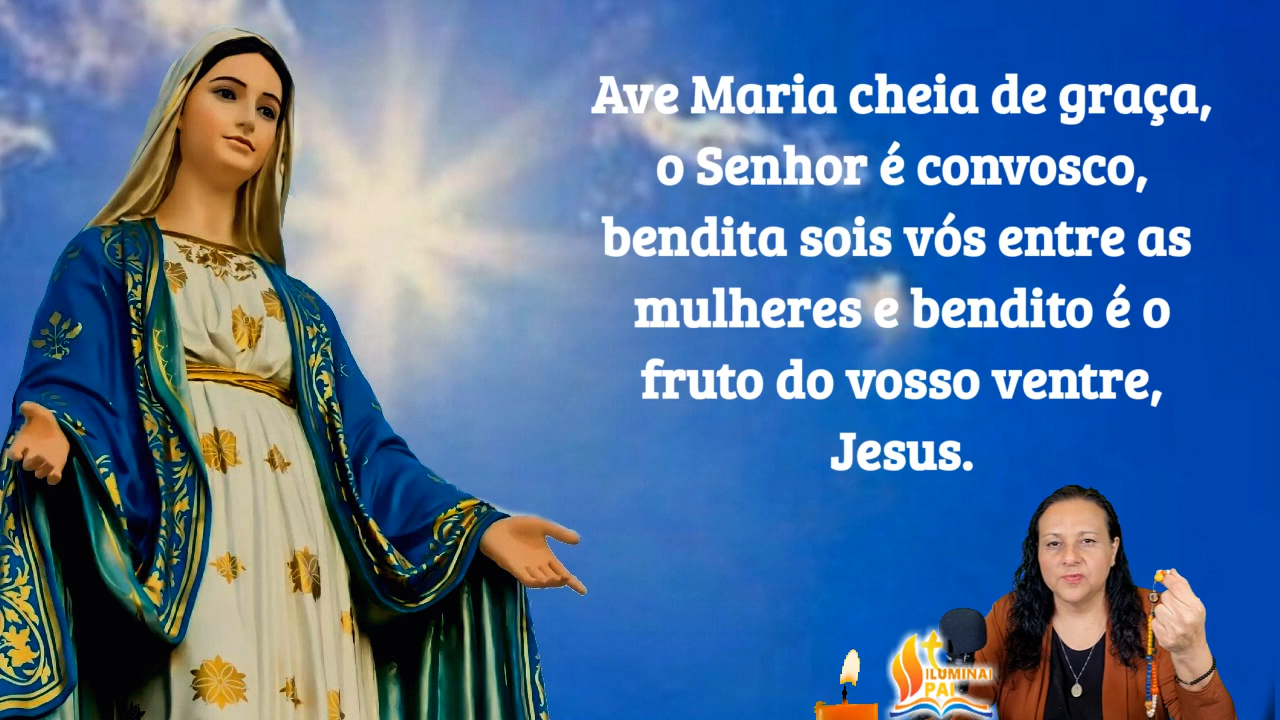 Ave Maria cheia de graça,
o Senhor é convosco,
bendita sois vós entre as
mulheres e bendito é o
fruto do vosso ventre,
Jesus.
ILUMINAI
PAI